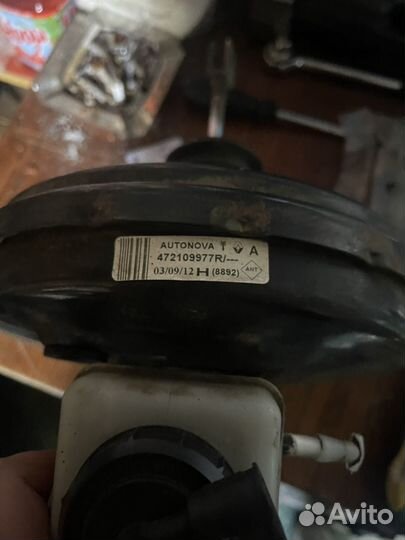 AUTONOVA A
472109977R/---
03/09/12 H (8892) ANT
Avito